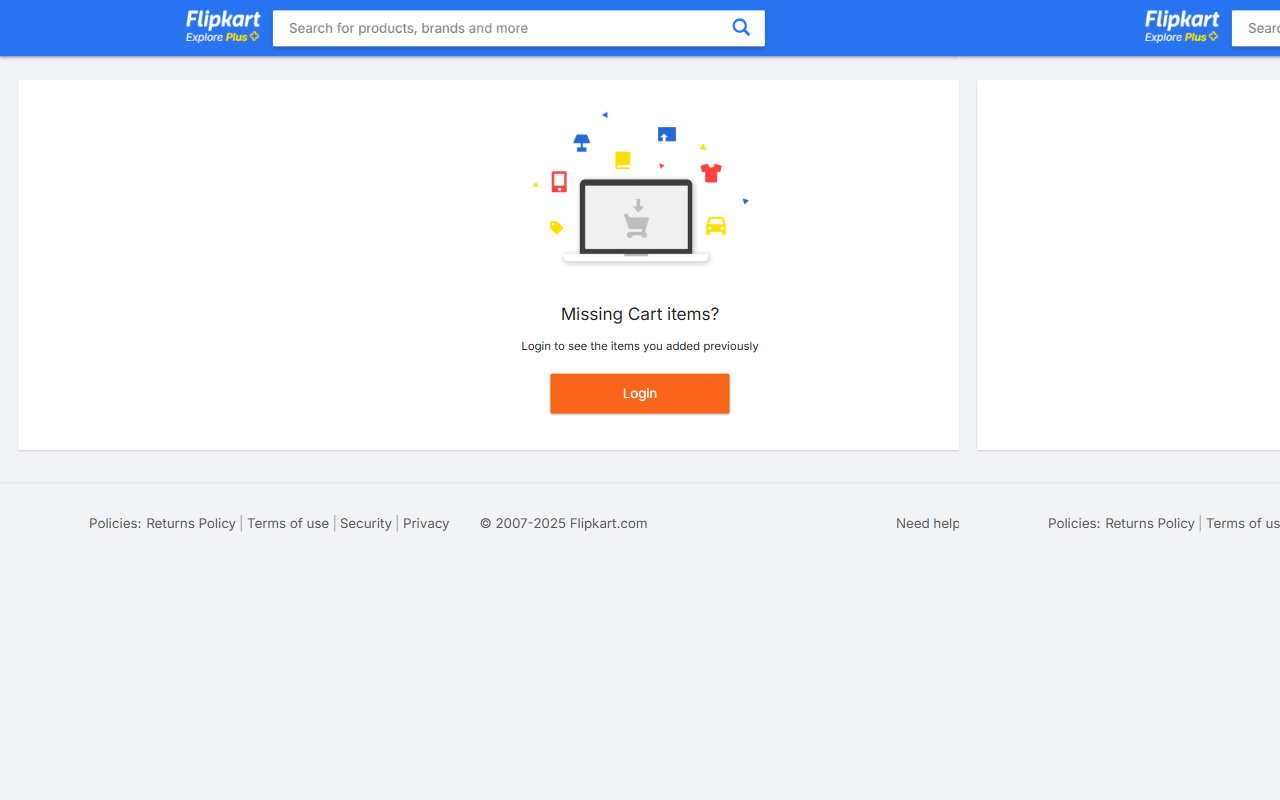 Flipkart
Explore Plus
Search for products, brands and more
Flipkart
Explore Plus
Missing Cart items?
Login to see the items you added previously
Login
Policies: Returns Policy | Terms of use | Security | Privacy © 2007-2025 Flipkart.com Need help
Policies: Returns Policy | Terms of